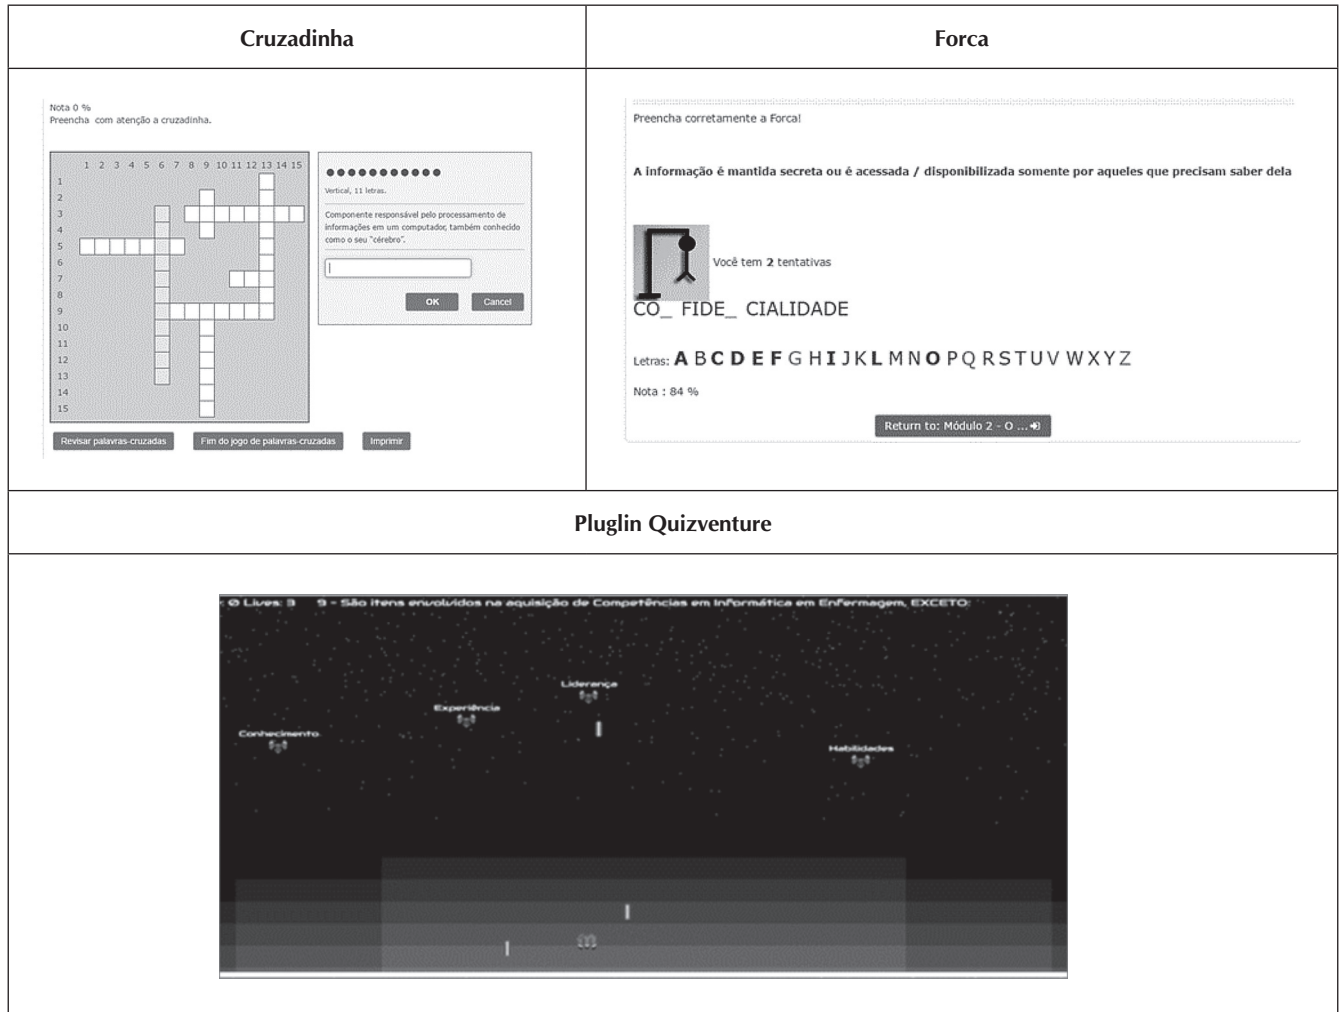 Cruzadinha
Forca
Nota 0 %
Preencha com atenção a cruzadinha.
1 2 3 4 5 6 7 8 9 10 11 12 13 14 15
1
2
3
4
5
6
7
8
9
10
11
12
13
14
15
Vertical, 11 letras.
Componente responsável pelo processamento de
informações em um computador, também conhecido
como o seu "cérebro".
OK Cancel
Revisar palavras-cruzadas Fim do jogo de palavras-cruzadas Imprimir
Preencha corretamente a Forca!
A informação é mantida secreta ou é acessada / disponibilizada somente por aqueles que precisam saber dela
Você tem 2 tentativas
CO_ FIDE_ CIALIDADE
Letras: A B C D E F G H I J K L M N O P Q R S T U V W X Y Z
Nota : 84 %
Return to: Módulo 2 - O ...
Pluglin Quizventure
: 0 Lives: 3 9 - São itens envolvidos na aquisição de Competências em Informática em Enfermagem, EXCETO:
Liderança
Experiência
Conhecimento
Habilidades